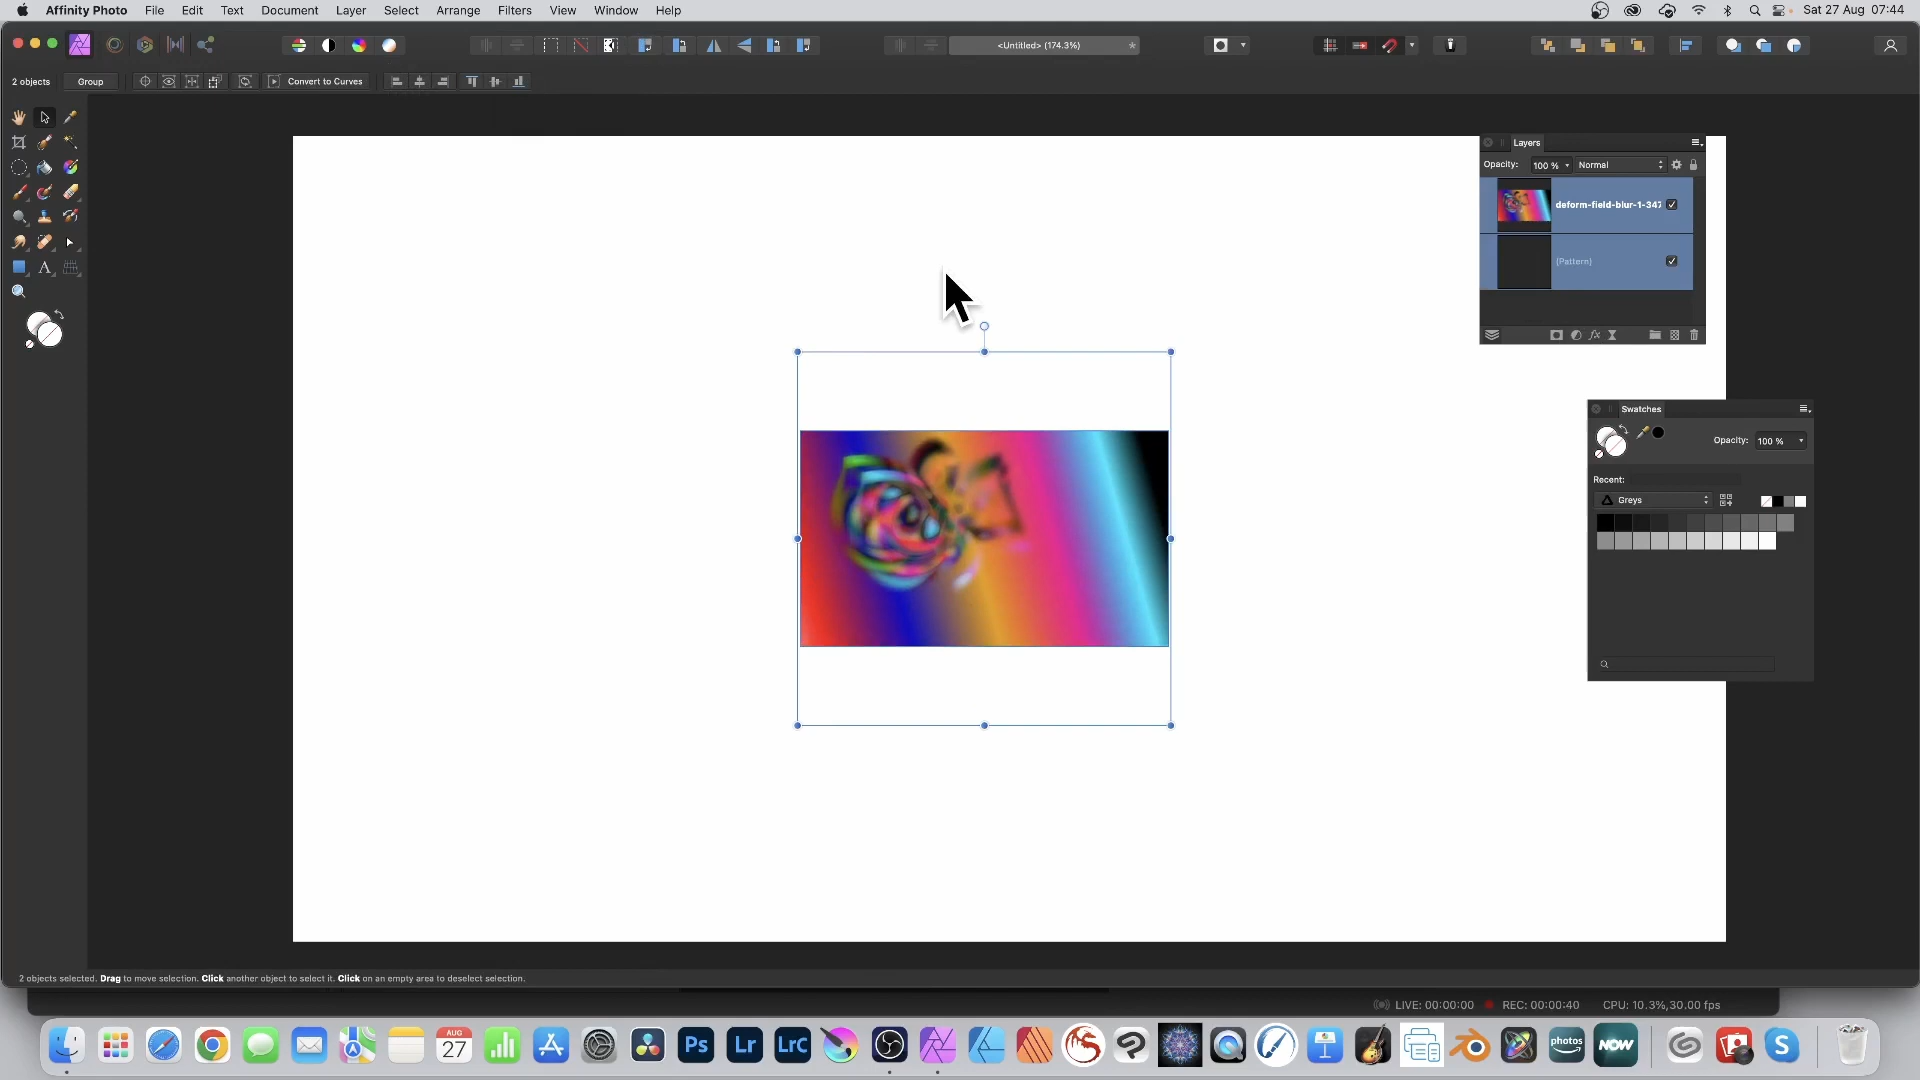 Affinity Photo File Edit Text Document Layer Select Arrange Filters View Window Help
Sat 27 Aug 07:44
<Untitled> (174.3%)
2 objects Group Convert to Curves
Layers
Opacity: 100 % Normal
deform-field-blur-1-347
(Pattern)
Swatches
Opacity: 100 %
Recent:
Greys
2 objects selected. Drag to move selection. Click another object to select it. Click on an empty area to deselect selection.
LIVE: 00:00:00 REC: 00:00:40 CPU: 10.3%,30.00 fps
AUG
27
Ps
Lr
LrC
photos
NOW
S